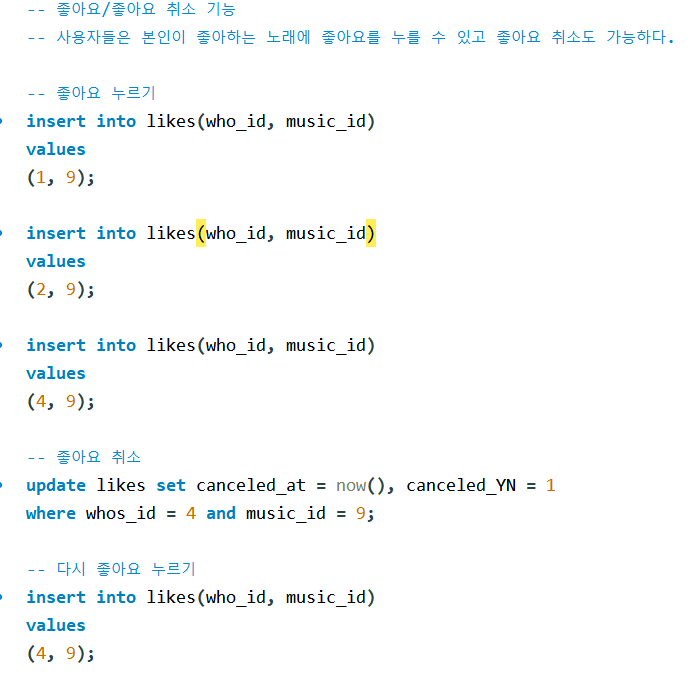 -- 좋아요/좋아요 취소 기능
-- 사용자들은 본인이 좋아하는 노래에 좋아요를 누를 수 있고 좋아요 취소도 가능하다.
-- 좋아요 누르기
insert into likes(who_id, music_id)
values
(1, 9);
insert into likes(who_id, music_id)
values
(2, 9);
insert into likes(who_id, music_id)
values
(4, 9);
-- 좋아요 취소
update likes set canceled_at = now(), canceled_YN = 1
where whos_id = 4 and music_id = 9;
-- 다시 좋아요 누르기
insert into likes(who_id, music_id)
values
(4, 9);